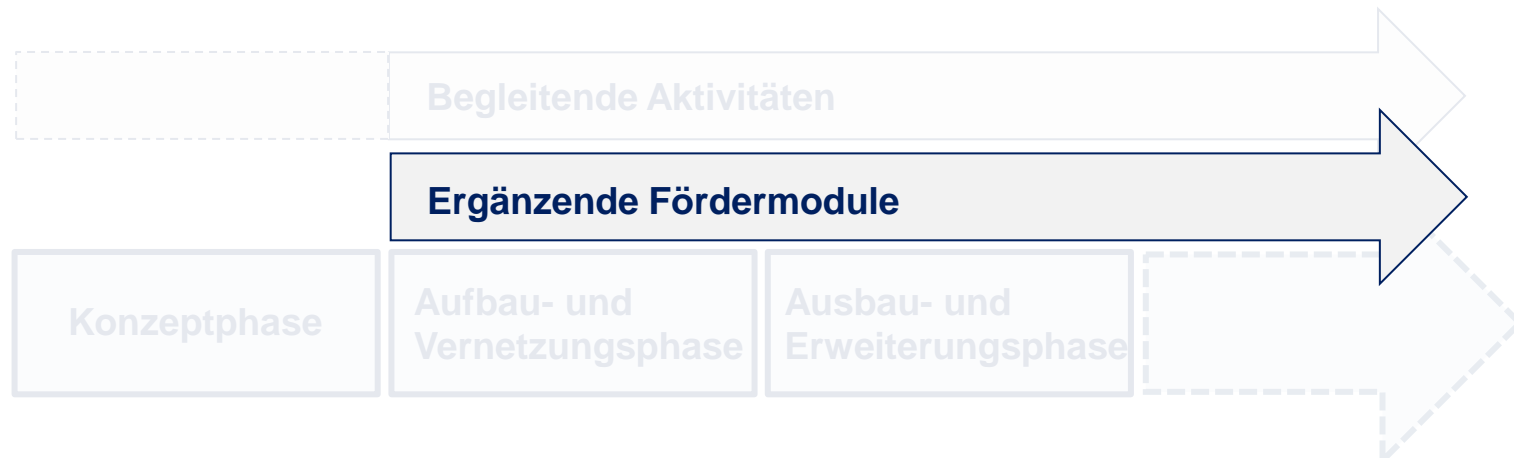 Begleitende Aktivitäten
Ergänzende Fördermodule
Konzeptphase
Aufbau- und
Vernetzungsphase
Ausbau- und
Erweiterungsphase